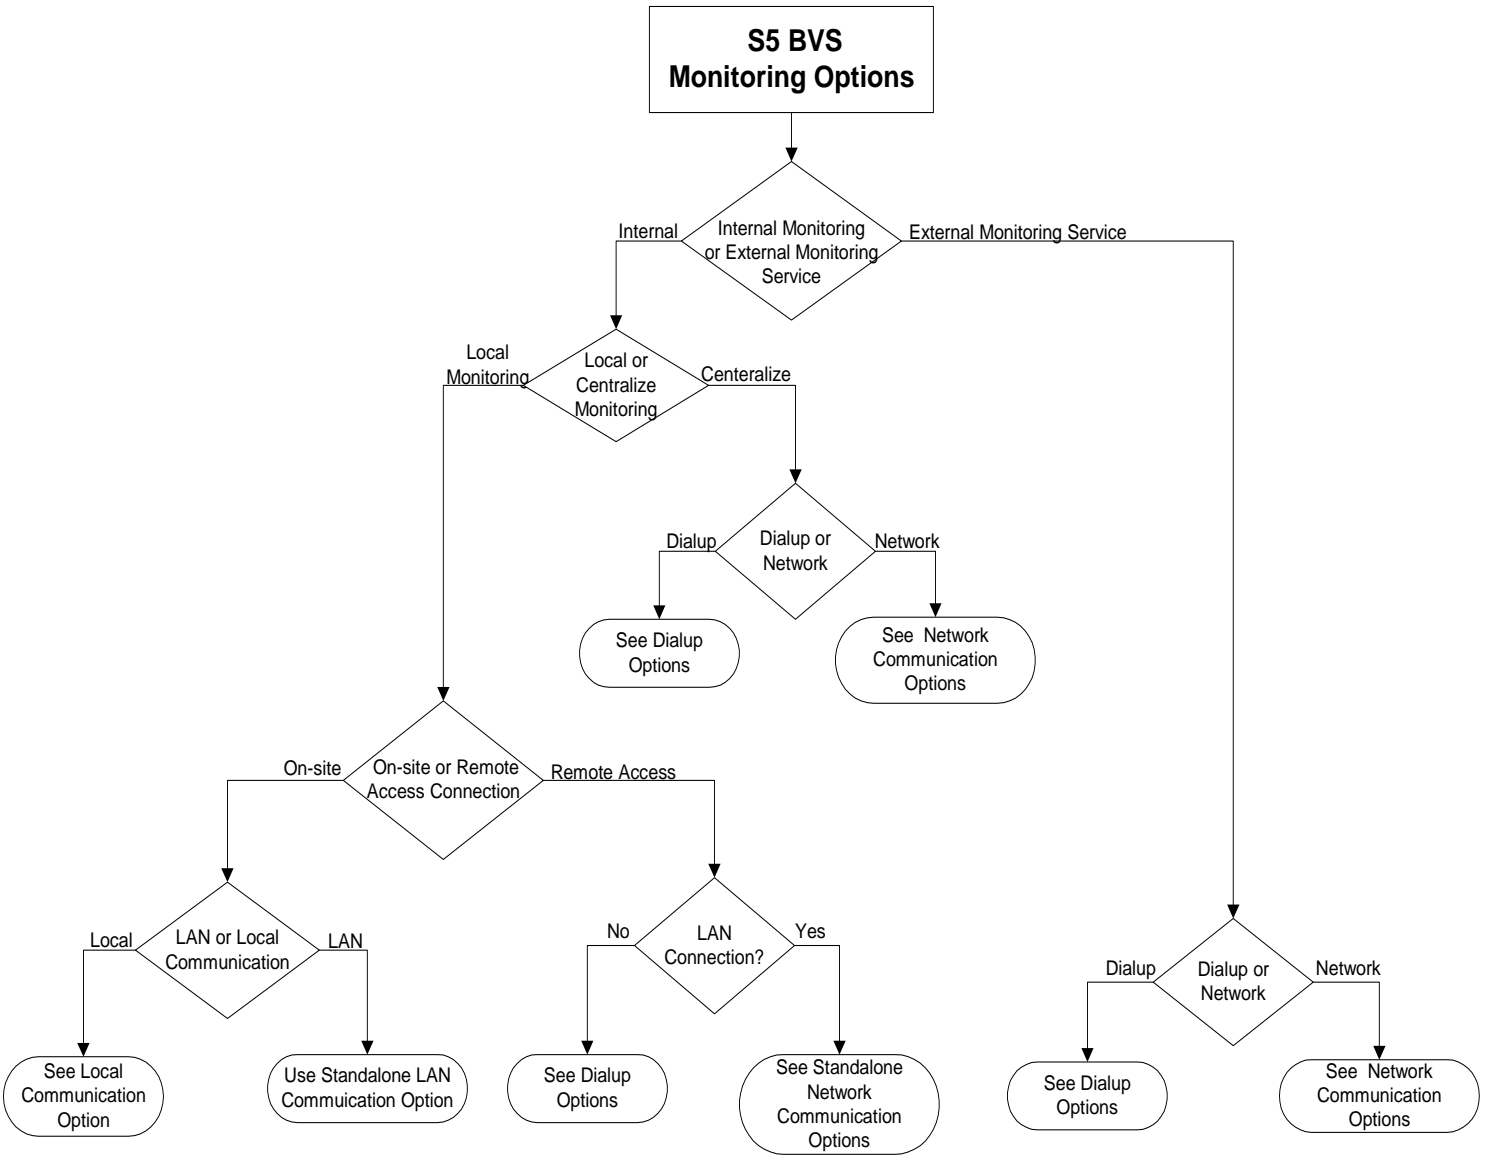 S5 BVS
Monitoring Options
Internal Monitoring
or External Monitoring
Service
Internal
External Monitoring Service
Local
Monitoring
Local or
Centralize
Monitoring
Centeralize
Dialup
Dialup or
Network
Network
See Dialup
Options
See Network
Communication
Options
On-site
On-site or Remote
Access Connection
Remote Access
Local
LAN or Local
Communication
LAN
No
LAN
Connection?
Yes
Dialup
Dialup or
Network
Network
See Local
Communication
Option
Use Standalone LAN
Commuication Option
See Dialup
Options
See Standalone
Network
Communication
Options
See Dialup
Options
See Network
Communication
Options